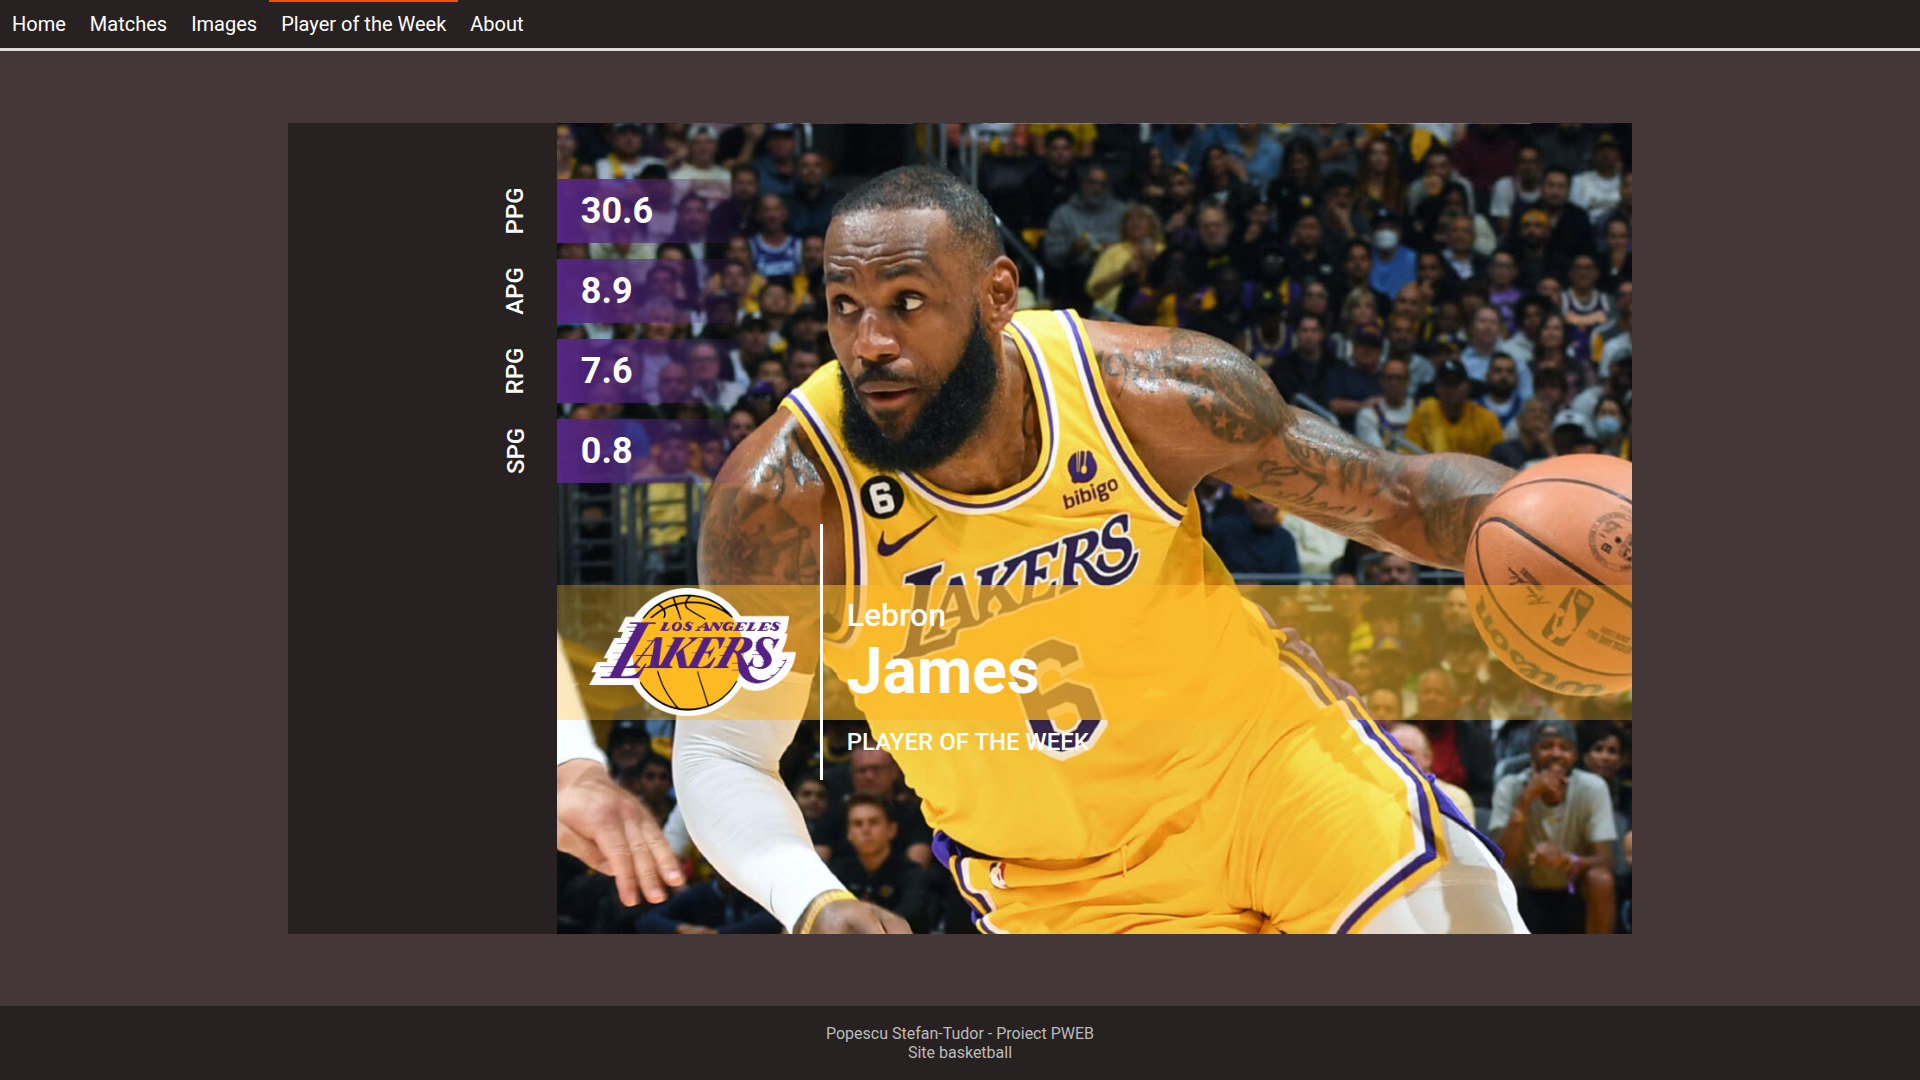 Home Matches Images Player of the Week About
PPG 30.6
APG 8.9
RPG 7.6
SPG 0.8
6
bibigo
LAKERS
LOS ANGELES
LAKERS
Lebron
James
6
PLAYER OF THE WEEK
Popescu Stefan-Tudor - Proiect PWEB
Site basketball